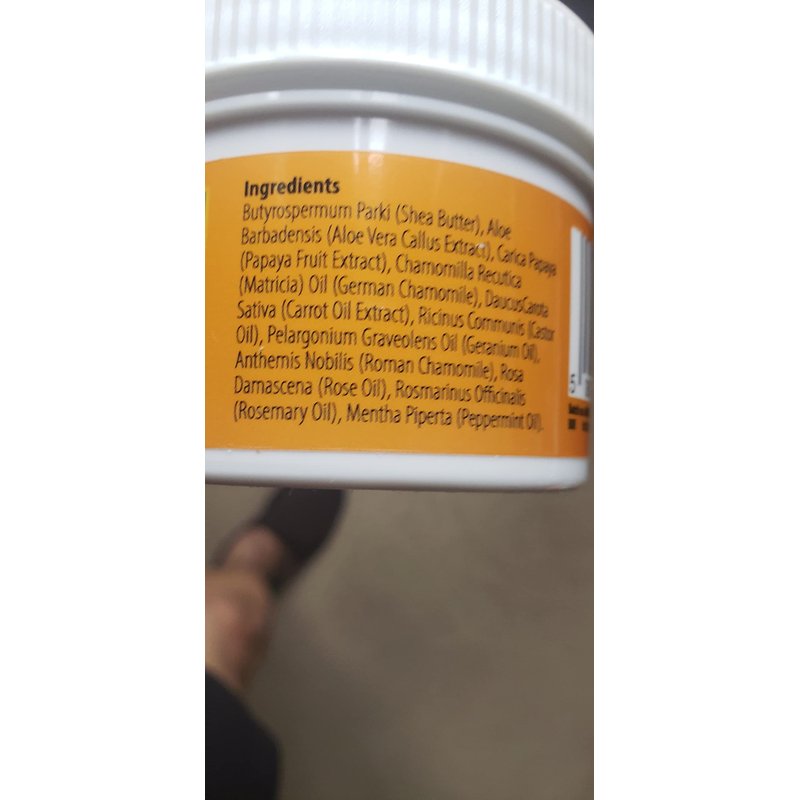 Ingredients
Butyrospermum Parki (Shea Butter), Aloe
Barbadensis (Aloe Vera Callus Extract), Carica Papaya
(Papaya Fruit Extract), Chamomilla Recutica
(Matricia) Oil (German Chamomile), DaucusCarota
Sativa (Carrot Oil Extract), Ricinus Communis (Castor
Oil), Pelargonium Graveolens Oil (Geranium Oil),
Anthemis Nobilis (Roman Chamomile), Rosa
Damascena (Rose Oil), Rosmarinus Officinalis
(Rosemary Oil), Mentha Piperta (Peppermint Oil).
5